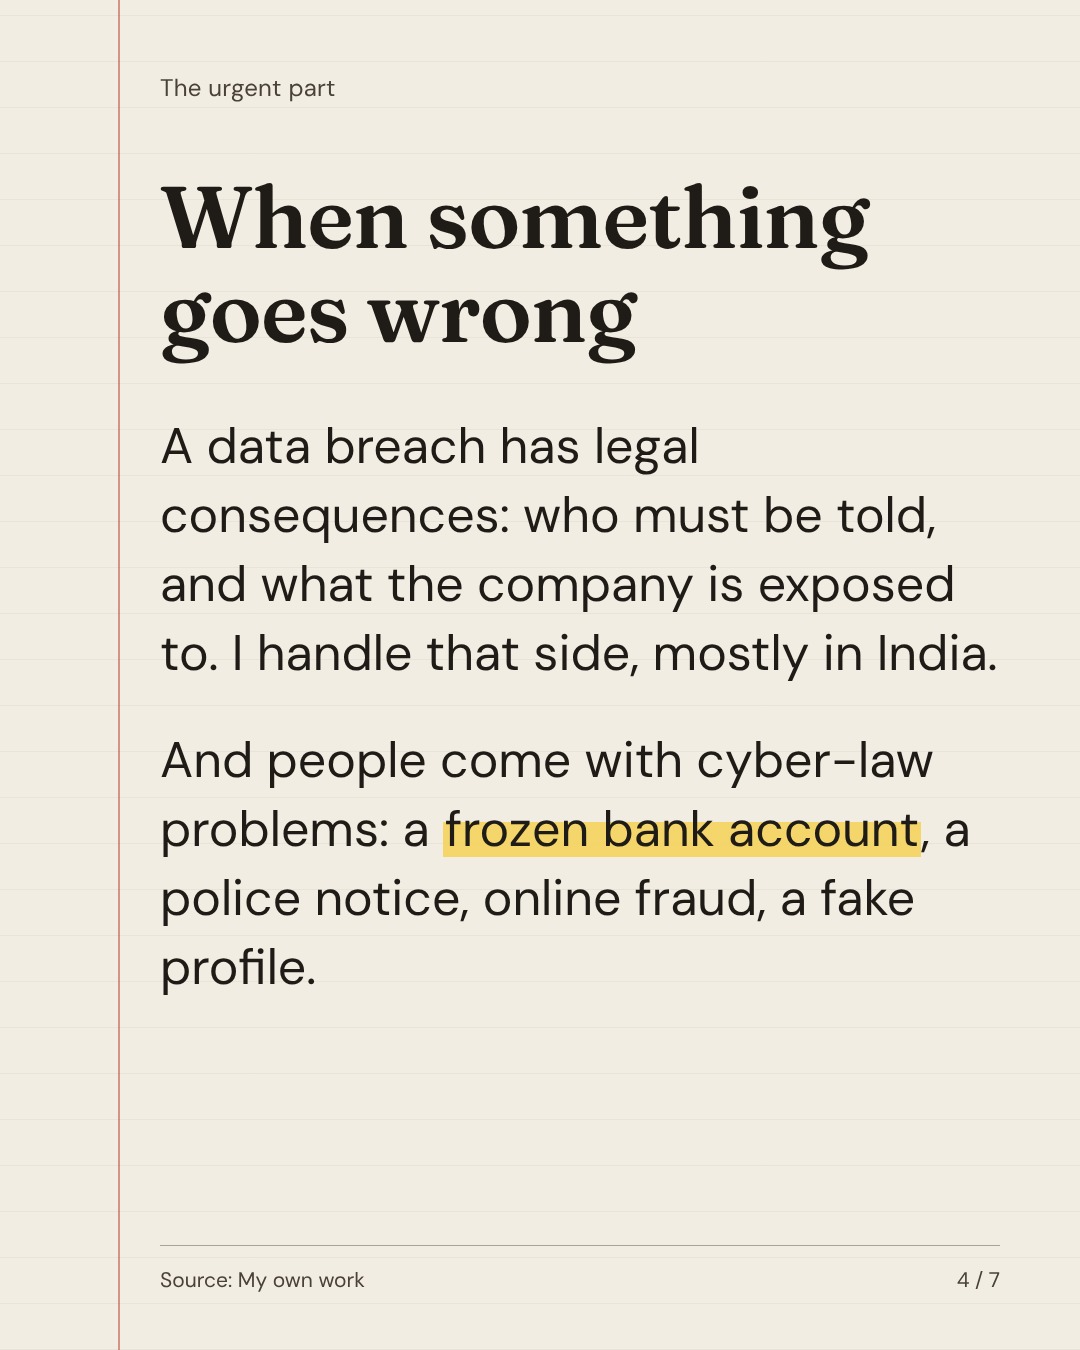 The urgent part
When something
goes wrong
A data breach has legal
consequences: who must be told,
and what the company is exposed
to. I handle that side, mostly in India.
And people come with cyber-law
problems: a frozen bank account, a
police notice, online fraud, a fake
profile.
Source: My own work
4 / 7